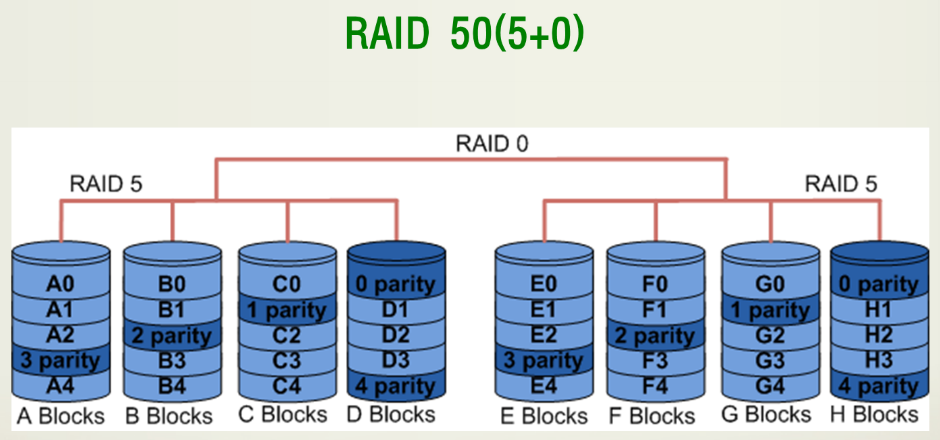 RAID 50(5+0)
RAID 0
RAID 5 RAID 5
A0 B0 C0 0 parity E0 F0 G0 0 parity
A1 B1 1 parity D1 E1 F1 1 parity H1
A2 2 parity C2 D2 E2 2 parity G2 H2
3 parity B3 C3 D3 3 parity F3 G3 H3
A4 B4 C4 4 parity E4 F4 G4 4 parity
A Blocks B Blocks C Blocks D Blocks E Blocks F Blocks G Blocks H Blocks